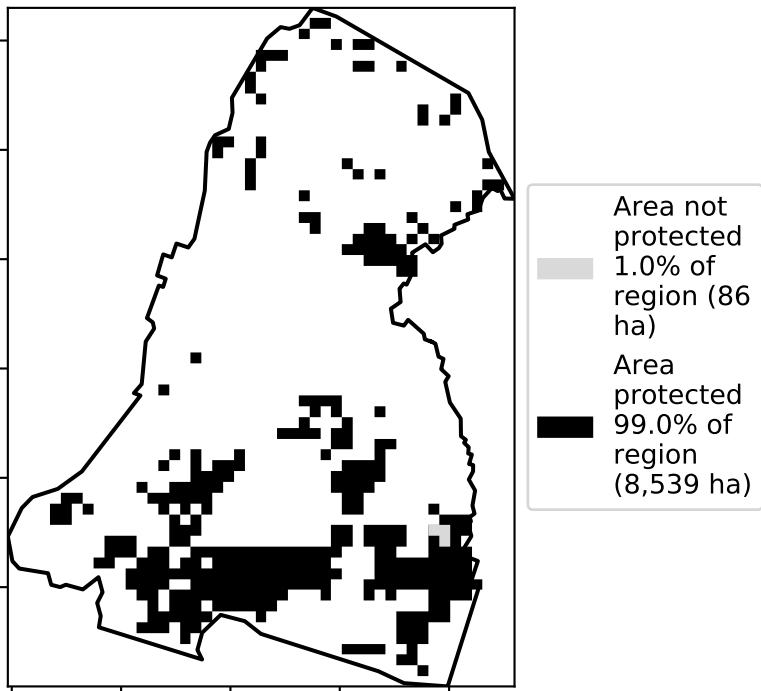 Area not
protected
1.0% of
region (86
ha)
Area
protected
99.0% of
region
(8,539 ha)